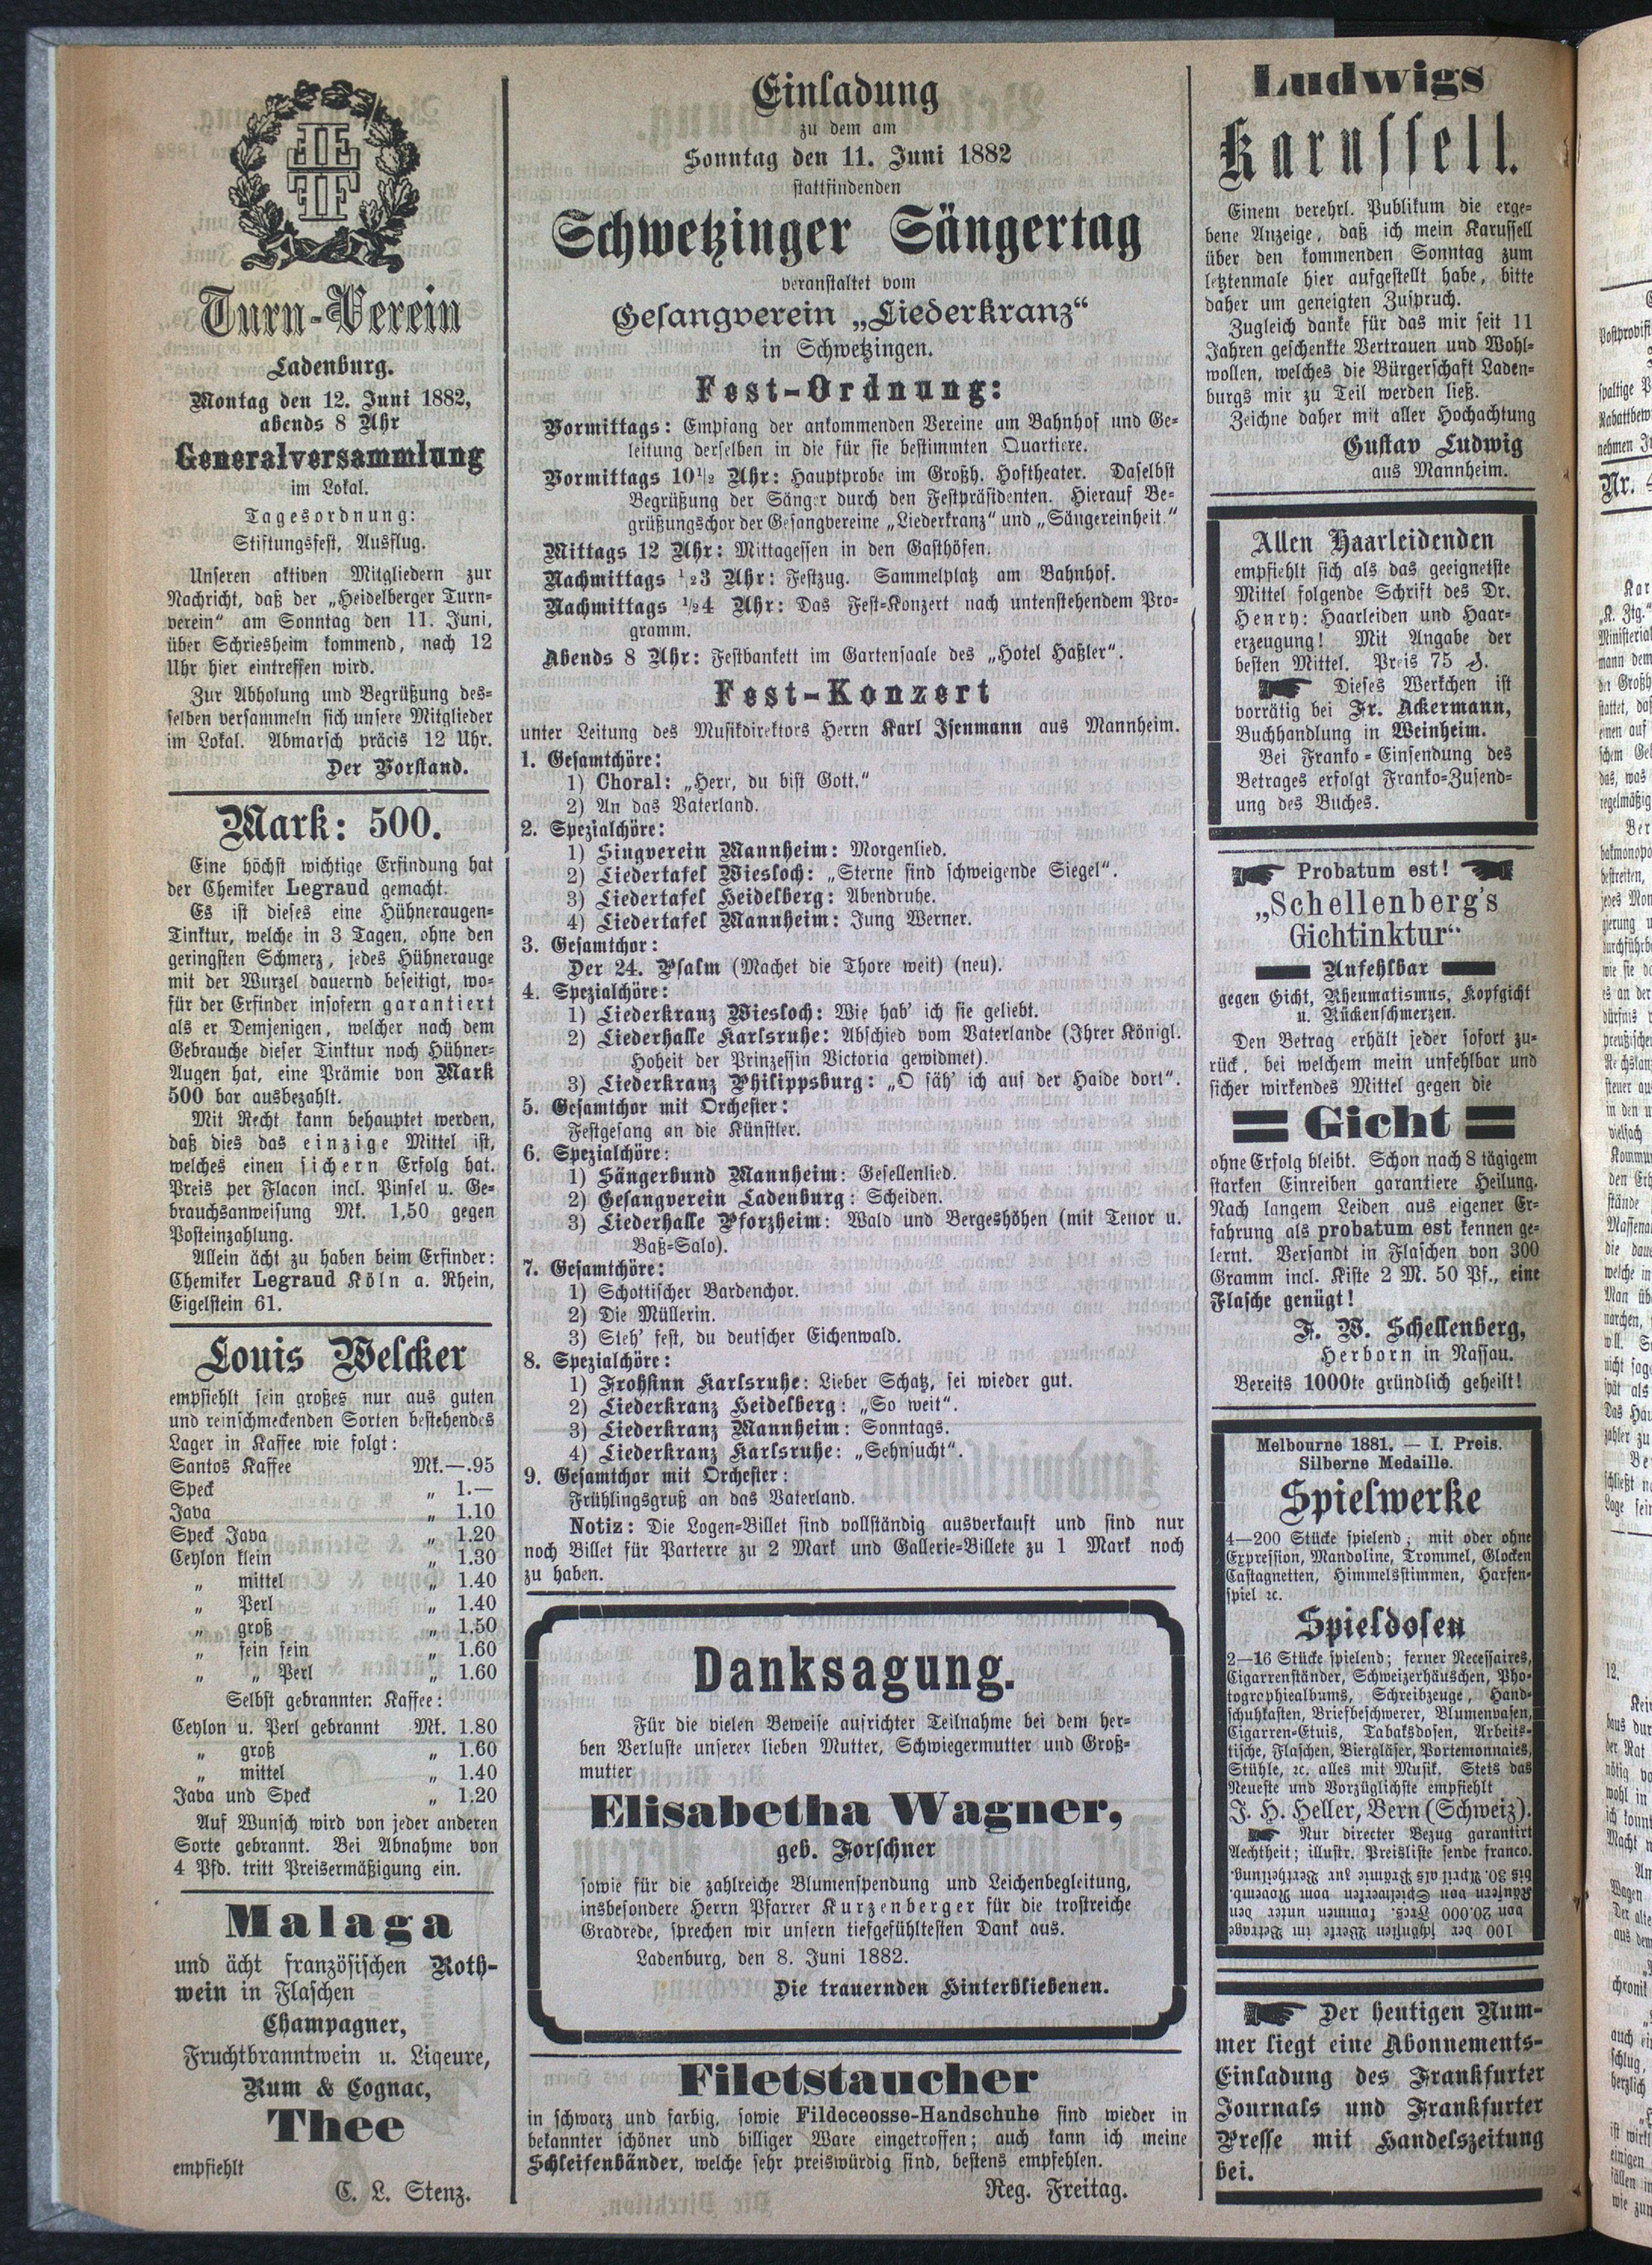 Turn-Verein
Ladenburg.
Montag den 12. Juni 1882,
abends 8 Uhr
Generalversammlung
im Lokal.
Tagesordnung:
Stiftungsfest, Ausflug.
Unseren aktiven Mitgliedern zur
Nachricht, daß der „Heidelberger Turn-
verein“ am Sonntag den 11. Juni,
über Schriesheim kommend, nach 12
Uhr hier eintreffen wird.
Zur Abholung und Begrüßung des-
selben versammeln sich unsere Mitglieder
im Lokal. Abmarsch präcis 12 Uhr.
Der Vorstand.
Mark: 500.
Eine höchst wichtige Erfindung hat
der Chemiker Legraud gemacht.
Es ist dieses eine Hühneraugen-
Tinktur, welche in 3 Tagen, ohne den
geringsten Schmerz, jedes Hühnerauge
mit der Wurzel dauernd beseitigt, wo-
für der Erfinder insofern garantiert
als er Demjenigen, welcher nach dem
Gebrauche dieser Tinktur noch Hühner-
Augen hat, eine Prämie von Mark
500 bar ausbezahlt.
Mit Recht kann behauptet werden,
daß dies das einzige Mittel ist,
welches einen sichern Erfolg hat.
Preis per Flacon incl. Pinsel u. Ge-
brauchsanweisung Mk. 1,50 gegen
Posteinzahlung.
Allein ächt zu haben beim Erfinder:
Chemiker Legraud Köln a. Rhein,
Eigelstein 61.
Louis Welcker
empfiehlt sein großes nur aus guten
und reinschmeckenden Sorten bestehendes
Lager in Kaffee wie folgt:
Santos Kaffee Mk.—.95
Speck „ 1.—
Java „ 1.10
Speck Java „ 1.20
Ceylon klein „ 1.30
„ mittel „ 1.40
„ Perl „ 1.40
„ groß „ 1.50
„ fein fein „ 1.60
„ „ Perl „ 1.60
Selbst gebrannten Kaffee:
Ceylon u. Perl gebrannt Mk. 1.80
„ groß „ 1.60
„ mittel „ 1.40
Java und Speck „ 1.20
Auf Wunsch wird von jeder anderen
Sorte gebrannt. Bei Abnahme von
4 Pfd. tritt Preisermäßigung ein.
Malaga
und ächt französischen Roth-
wein in Flaschen
Champagner,
Fruchtbranntwein u. Liqeure,
Rum & Cognac,
Thee
empfiehlt
C. L. Stenz.
Einladung
zu dem am
Sonntag den 11. Juni 1882
stattfindenden
Schwetzinger Sängertag
veranstaltet vom
Gesangverein „Liederkranz“
in Schwetzingen.
Fest-Ordnung:
Vormittags: Empfang der ankommenden Vereine am Bahnhof und Ge-
leitung derselben in die für sie bestimmten Quartiere.
Vormittags 10½ Uhr: Hauptprobe im Großh. Hoftheater. Daselbst
Begrüßung der Sänger durch den Festpräsidenten. Hierauf Be-
grüßungschor der Gesangvereine „Liederkranz“ und „Sängereinheit“
Mittags 12 Uhr: Mittagessen in den Gasthöfen.
Nachmittags ½3 Uhr: Festzug. Sammelplatz am Bahnhof.
Nachmittags ½4 Uhr: Das Fest-Konzert nach untenstehendem Pro-
gramm.
Abends 8 Uhr: Festbankett im Gartensaale des „Hotel Haßler“.
Fest-Konzert
unter Leitung des Musikdirektors Herrn Karl Isenmann aus Mannheim.
1. Gesamtchöre:
1) Choral: „Herr, du bist Gott.“
2) An das Vaterland.
2. Spezialchöre:
1) Singverein Mannheim: Morgenlied.
2) Liedertafel Wiesloch: „Sterne sind schweigende Siegel“.
3) Liedertafel Heidelberg: Abendruhe.
4) Liedertafel Mannheim: Jung Werner.
3. Gesamtchor:
Der 24. Psalm (Machet die Thore weit) (neu).
4. Spezialchöre:
1) Liederkranz Wiesloch: Wie hab' ich sie geliebt.
2) Liederhalle Karlsruhe: Abschied vom Vaterlande (Ihrer Königl.
Hoheit der Prinzessin Victoria gewidmet).
3) Liederkranz Philippsburg: „O säh' ich auf der Haide dort“.
5. Gesamtchor mit Orchester:
Festgesang an die Künstler.
6. Spezialchöre:
1) Sängerbund Mannheim: Gesellenlied.
2) Gesangverein Ladenburg: Scheiden.
3) Liederhalle Pforzheim: Wald und Bergeshöhen (mit Tenor u.
Baß-Salo).
7. Gesamtchöre:
1) Schottischer Bardenchor.
2) Die Müllerin.
3) Steh' fest, du deutscher Eichenwald.
8. Spezialchöre:
1) Frohsinn Karlsruhe: Lieber Schatz, sei wieder gut.
2) Liederkranz Heidelberg: „So weit“.
3) Liederkranz Mannheim: Sonntags.
4) Liederkranz Karlsruhe: „Sehnsucht“.
9. Gesamtchor mit Orchester:
Frühlingsgruß an das Vaterland.
Notiz: Die Logen-Billet sind vollständig ausverkauft und sind nur
noch Billet für Parterre zu 2 Mark und Gallerie-Billete zu 1 Mark noch
zu haben.
Danksagung.
Für die vielen Beweise aufrichter Teilnahme bei dem her-
ben Verluste unserer lieben Mutter, Schwiegermutter und Groß-
mutter
Elisabetha Wagner,
geb. Forschner
sowie für die zahlreiche Blumenspendung und Leichenbegleitung,
insbesondere Herrn Pfarrer Kurzenberger für die trostreiche
Gradrede, sprechen wir unsern tiefgefühltesten Dank aus.
Ladenburg, den 8. Juni 1882.
Die trauernden Hinterbliebenen.
Filetstaucher
in schwarz und farbig, sowie Fildeceosse-Handschuhe sind wieder in
bekannter schöner und billiger Ware eingetroffen; auch kann ich meine
Schleifenbänder, welche sehr preiswürdig sind, bestens empfehlen.
Reg. Freitag.
Ludwigs
Karussell.
Einem verehrl. Publikum die erge-
bene Anzeige, daß ich mein Karussell
über den kommenden Sonntag zum
letztenmale hier aufgestellt habe, bitte
daher um geneigten Zuspruch.
Zugleich danke für das mir seit 11
Jahren geschenkte Vertrauen und Wohl-
wollen, welches die Bürgerschaft Laden-
burgs mir zu Teil werden ließ.
Zeichne daher mit aller Hochachtung
Gustav Ludwig
aus Mannheim.
Allen Haarleidenden
empfiehlt sich als das geeignetste
Mittel folgende Schrift des Dr.
Henry: Haarleiden und Haar-
erzeugung! Mit Angabe der
besten Mittel. Preis 75 ₰.
Dieses Werkchen ist
vorrätig bei Fr. Ackermann,
Buchhandlung in Weinheim.
Bei Franko-Einsendung des
Betrages erfolgt Franko-Zusend-
ung des Buches.
Probatum est!
„Schellenberg's
Gichtinktur“
Unfehlbar
gegen Gicht, Rheumatismus, Kopfgicht
u. Rückenschmerzen.
Den Betrag erhält jeder sofort zu-
rück, bei welchem mein unfehlbar und
sicher wirkendes Mittel gegen die
Gicht
ohne Erfolg bleibt. Schon nach 8 tägigem
starken Einreiben garantiere Heilung.
Nach langem Leiden aus eigener Er-
fahrung als probatum est kennen ge-
lernt. Versandt in Flaschen von 300
Gramm incl. Kiste 2 M. 50 Pf., eine
Flasche genügt!
F. W. Schellenberg,
Herborn in Nassau.
Bereits 1000te gründlich geheilt!
Melbourne 1881. — I. Preis.
Silberne Medaille.
Spielwerke
4—200 Stücke spielend; mit oder ohne
Expression, Mandoline, Trommel, Glocken
Castagnetten, Himmelsstimmen, Harfen-
spiel ꝛc.
Spieldosen
2—16 Stücke spielend; ferner Necessaires,
Cigarrenständer, Schweizerhäuschen, Pho-
tographiealbums, Schreibzeuge, Hand-
schuhkasten, Briefbeschwerer, Blumenvasen,
Cigarren-Etuis, Tabaksdosen, Arbeits-
tische, Flaschen, Biergläser, Portemonnaies,
Stühle, ꝛc. alles mit Musik. Stets das
Neueste und Vorzüglichste empfiehlt
J. H. Heller, Bern (Schweiz).
Nur directer Bezug garantirt
Aechtheit; illustr. Preisliste sende franco.
100 der schönsten Werke im Betrage
von 20.000 Frcs. kommen unter den
Käufern von Spielwerken vom Novemb.
bis 30. April als Prämie zur Vertheilung.
Der heutigen Num-
mer liegt eine Abonnements-
Einladung des Frankfurter
Journals und Frankfurter
Presse mit Handelszeitung
bei.